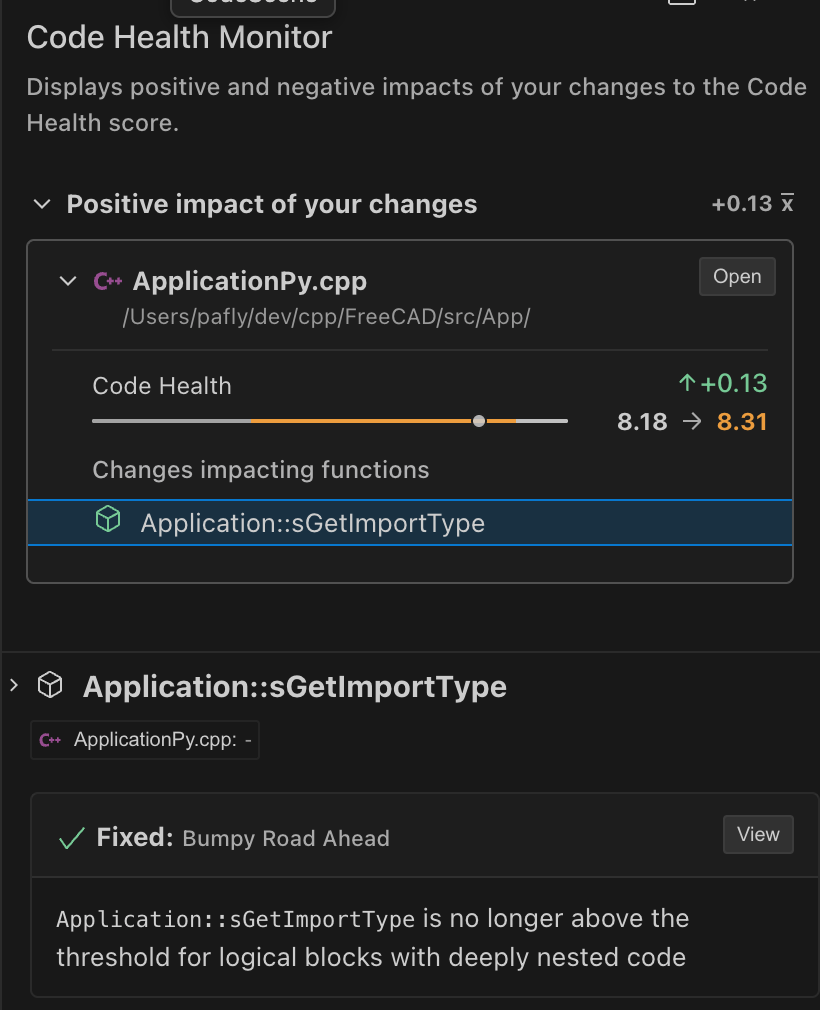 Code Health Monitor
Displays positive and negative impacts of your changes to the Code
Health score.
Positive impact of your changes +0.13 x̅
C++ ApplicationPy.cpp Open
/Users/pafly/dev/cpp/FreeCAD/src/App/
Code Health ↑+0.13
8.18 → 8.31
Changes impacting functions
Application::sGetImportType
Application::sGetImportType
C++ ApplicationPy.cpp: -
Fixed: Bumpy Road Ahead View
Application::sGetImportType is no longer above the
threshold for logical blocks with deeply nested code